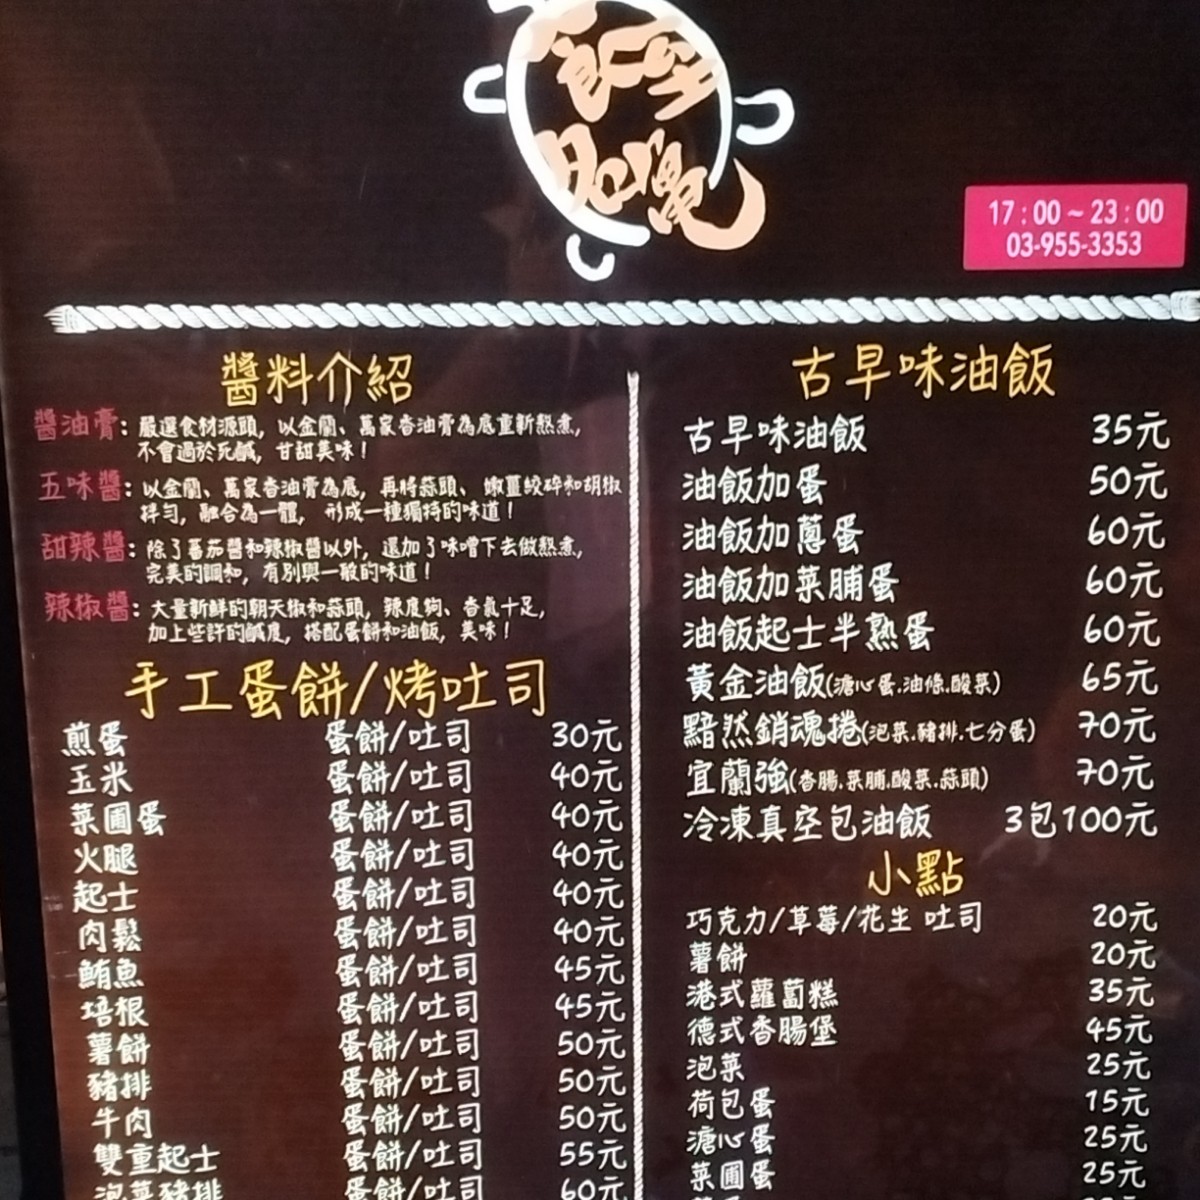 17:00~23:00
03-955-3353
醬料介紹
醬油膏：嚴選食材源頭，以金蘭、萬家香油膏為底重新熬煮，
不會過於死鹹，甘甜美味！
五味醬：以金蘭、萬家香油膏為底，再將蒜頭、嫩薑絞碎和胡椒
拌勻，融合為一體，形成一種獨特的味道！
甜辣醬：除了蕃茄醬和辣椒醬以外，還加了味噌下去做熬煮，
完美的調和，有別與一般的味道！
辣椒醬：大量新鮮的朝天椒和蒜頭，辣度夠、香氣十足，
加上些許的鹹度，搭配蛋餅和油飯，美味！
手工蛋餅/烤吐司
煎蛋 蛋餅/吐司 30元
玉米 蛋餅/吐司 40元
菜圃蛋 蛋餅/吐司 40元
火腿 蛋餅/吐司 40元
起士 蛋餅/吐司 40元
肉鬆 蛋餅/吐司 40元
鮪魚 蛋餅/吐司 45元
培根 蛋餅/吐司 45元
薯餅 蛋餅/吐司 50元
豬排 蛋餅/吐司 50元
牛肉 蛋餅/吐司 50元
雙重起士 蛋餅/吐司 55元
泡菜豬排 蛋餅/吐司 60元
古早味油飯
古早味油飯 35元
油飯加蛋 50元
油飯加蔥蛋 60元
油飯加菜脯蛋 60元
油飯起士半熟蛋 60元
黃金油飯(溏心蛋.油條.酸菜) 65元
黯然銷魂捲(泡菜.豬排.七分蛋) 70元
宜蘭強(香腸.菜脯.酸菜.蒜頭) 70元
冷凍真空包油飯 3包100元
小點
巧克力/草莓/花生 吐司 20元
薯餅 20元
港式蘿蔔糕 35元
德式香腸堡 45元
泡菜 25元
荷包蛋 15元
溏心蛋 25元
菜圃蛋 25元